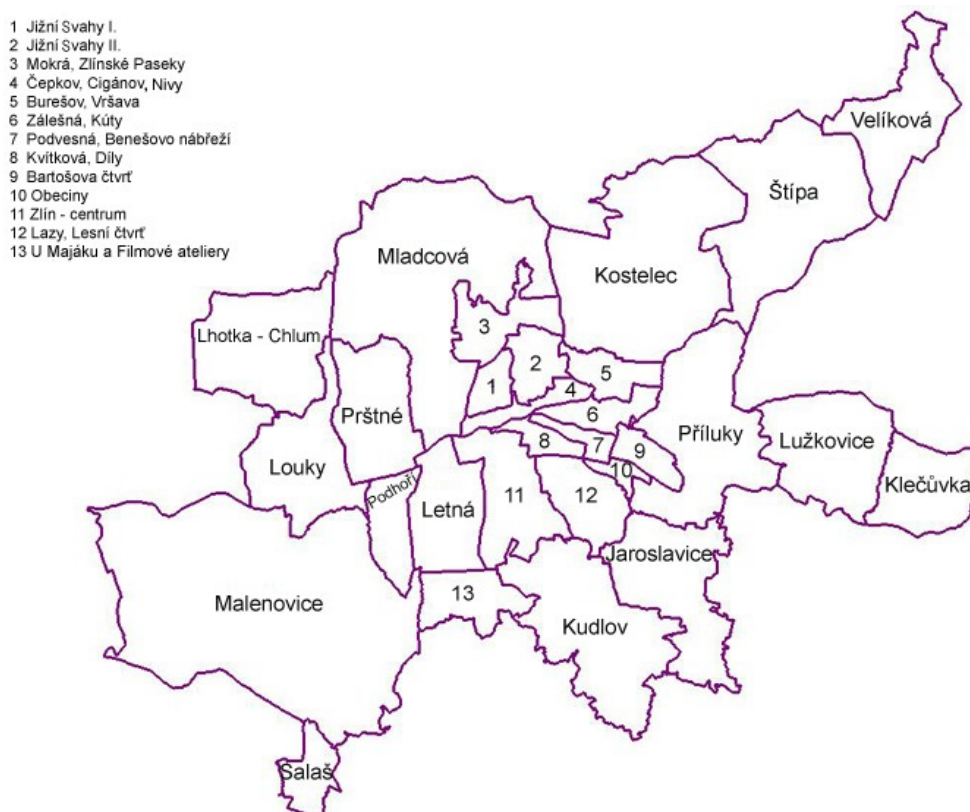 1 Jižní Svahy I.
2 Jižní Svahy II.
3 Mokrá, Zlínské Paseky
4 Čepkov, Cigánov, Nivy
5 Burešov, Vršava
6 Zálešná, Kúty
7 Podvesná, Benešovo nábřeží
8 Kvítková, Díly
9 Bartošova čtvrť
10 Obeciny
11 Zlín - centrum
12 Lazy, Lesní čtvrť
13 U Majáku a Filmové ateliery
Velíková
Štípa
Mladcová
Kostelec
Lhotka - Chlum
3
2
5
1
4
Prštné
6
Příluky
Lužkovice
8
7
9
Louky
10
Klečůvka
Podhoří
Letná
11
12
Jaroslavice
Malenovice
13
Kudlov
Salaš